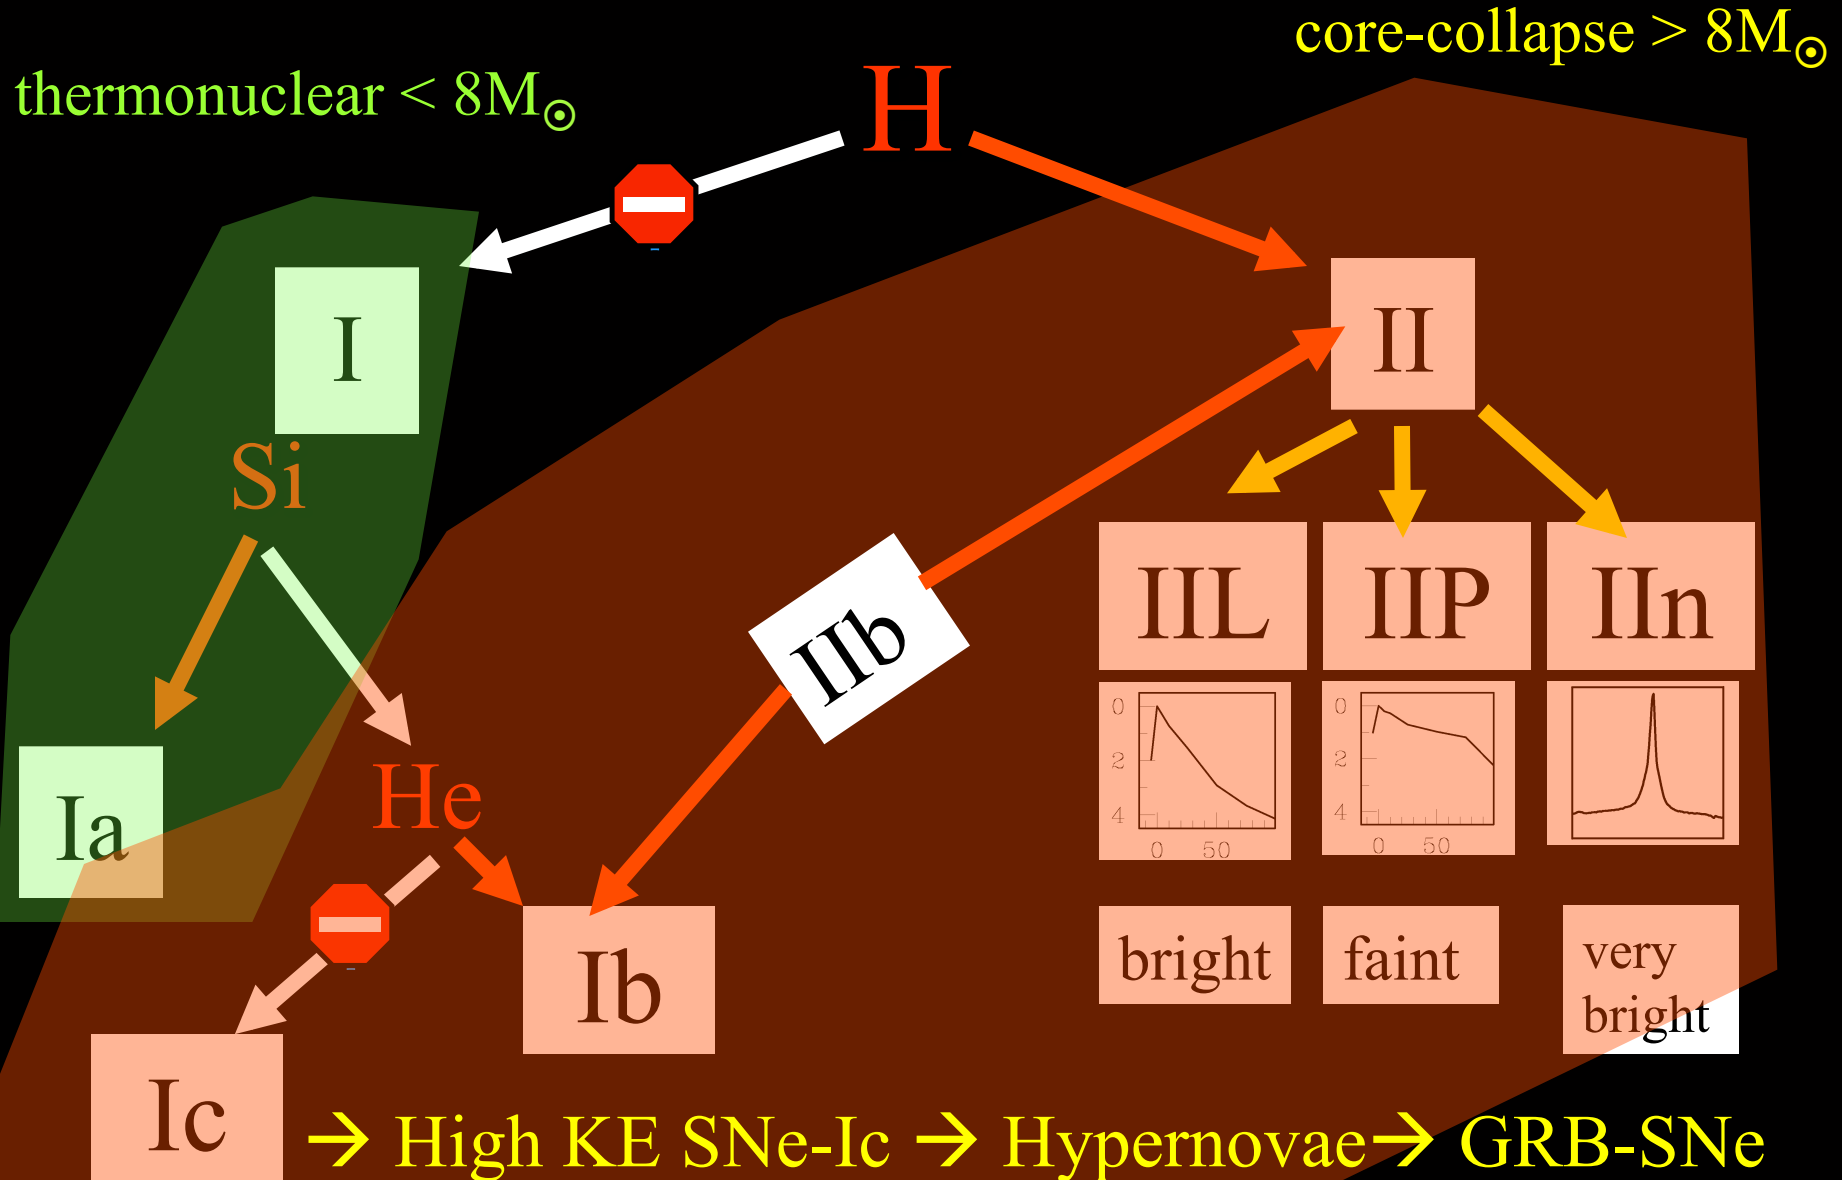 core-collapse > 8M☉
thermonuclear < 8M☉
H
I
II
Si
IIb
IIL
IIP
IIn
0
2
4
0 50
0
2
4
0 50
Ia
He
Ib
bright
faint
very
bright
Ic
→ High KE SNe-Ic → Hypernovae → GRB-SNe